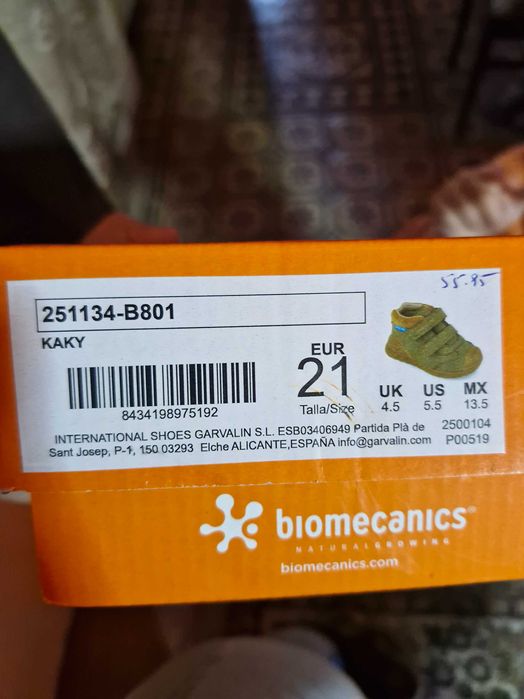 55.95
251134-B801
KAKY
8434198975192
EUR
21
Talla/Size
UK US MX
4.5 5.5 13.5
INTERNATIONAL SHOES GARVALIN S.L. ESB03406949 Partida Plà de
Sant Josep, P-1, 150 03293 Elche ALICANTE,ESPAÑA info@garvalin.com
2500104
P00519
biomecanics
NATURALGROWING
biomecanics.com